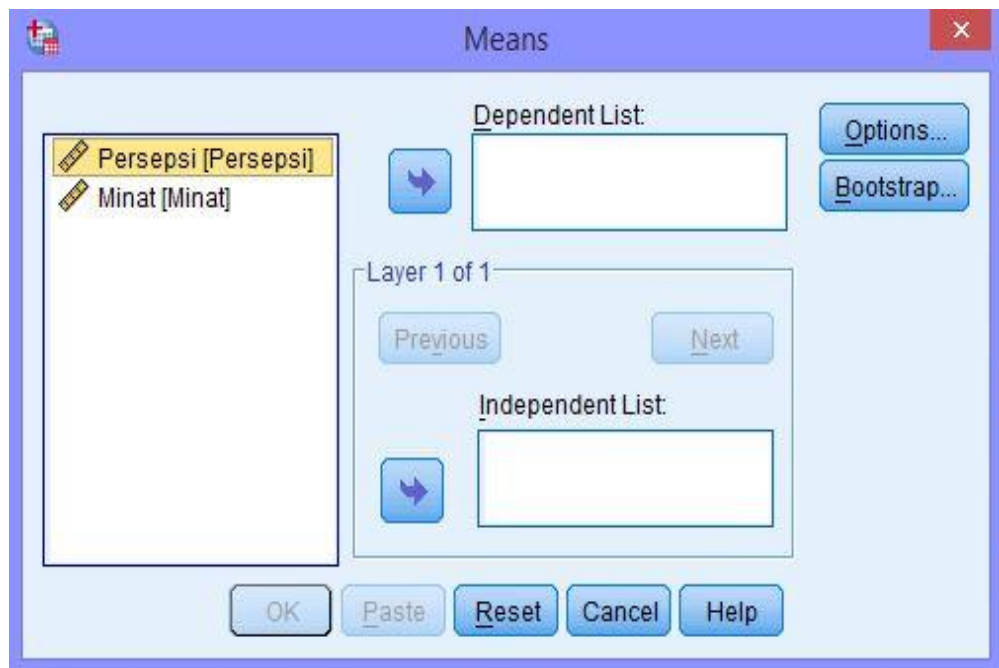 Means
Persepsi [Persepsi]
Minat [Minat]
Dependent List:
Options...
Bootstrap...
Layer 1 of 1
Previous
Next
Independent List:
OK
Paste
Reset
Cancel
Help